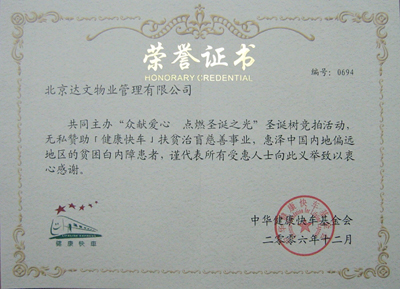 荣誉证书
HONORARY CREDENTIAL
编号：0694
北京达文物业管理有限公司
共同主办“众献爱心 点燃圣诞之光”圣诞树竞拍活动，
无私赞助「健康快车」扶贫治盲慈善事业，惠泽中国内地偏远
地区的贫困白内障患者，谨代表所有受惠人士向此义举致以衷
心感谢。
健康快车
中华健康快车基金会
二零零六年十二月